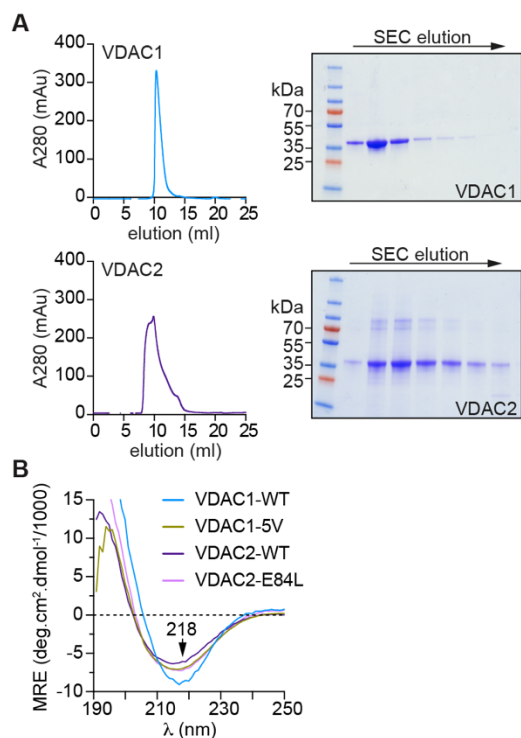 A
VDAC1
A280 (mAu)
400
300
200
100
0
0 5 10 15 20 25
elution (ml)
SEC elution
kDa
70
55
35
25
VDAC1
VDAC2
A280 (mAu)
400
300
200
100
0
0 5 10 15 20 25
elution (ml)
SEC elution
kDa
70
55
35
25
VDAC2
B
MRE (deg.cm².dmol⁻¹/1000)
15
10
5
0
-5
-10
VDAC1-WT
VDAC1-5V
VDAC2-WT
VDAC2-E84L
218
190 210 230 250
λ (nm)